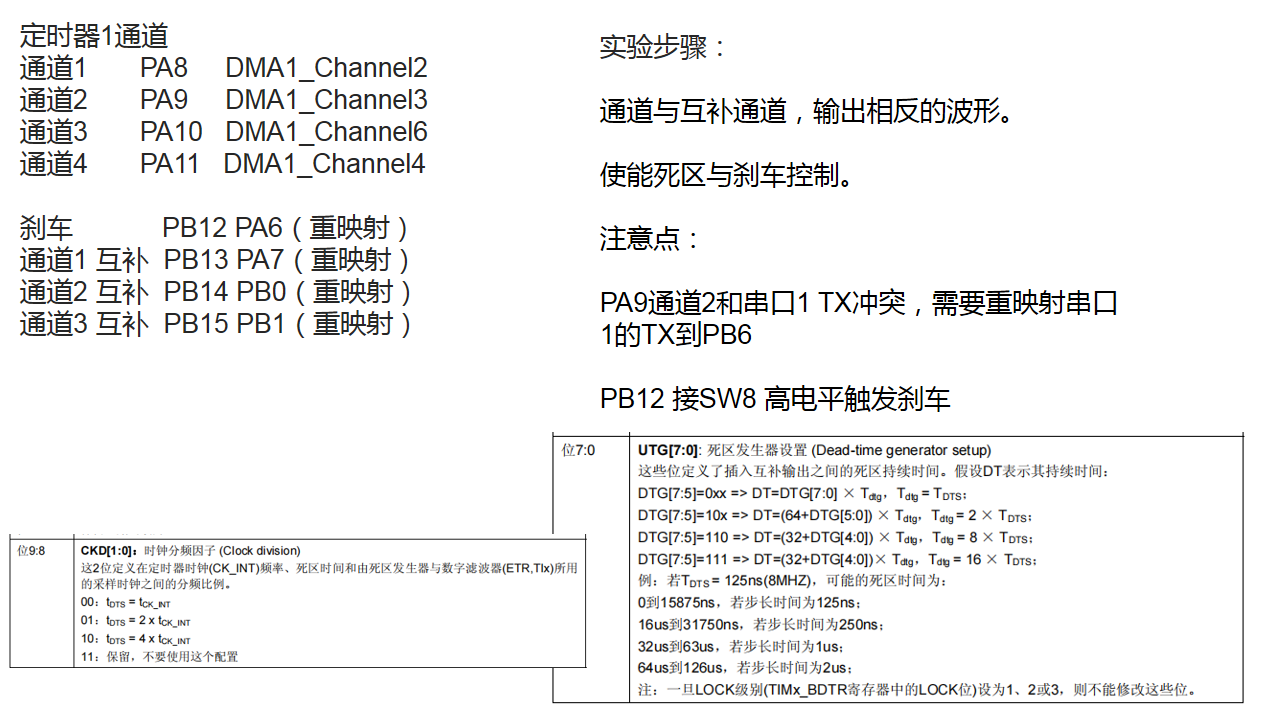 定时器1通道
通道1 PA8 DMA1_Channel2
通道2 PA9 DMA1_Channel3
通道3 PA10 DMA1_Channel6
通道4 PA11 DMA1_Channel4
刹车 PB12 PA6（重映射）
通道1 互补 PB13 PA7（重映射）
通道2 互补 PB14 PB0（重映射）
通道3 互补 PB15 PB1（重映射）
实验步骤：
通道与互补通道，输出相反的波形。
使能死区与刹车控制。
注意点：
PA9通道2和串口1 TX冲突，需要重映射串口
1的TX到PB6
PB12 接SW8 高电平触发刹车
位9:8
CKD[1:0]：时钟分频因子 (Clock division)
这2位定义在定时器时钟(CK_INT)频率、死区时间和由死区发生器与数字滤波器(ETR,TIx)所用
的采样时钟之间的分频比例。
00：tDTS = tCK_INT
01：tDTS = 2 x tCK_INT
10：tDTS = 4 x tCK_INT
11：保留，不要使用这个配置
位7:0
UTG[7:0]: 死区发生器设置 (Dead-time generator setup)
这些位定义了插入互补输出之间的死区持续时间。假设DT表示其持续时间：
DTG[7:5]=0xx => DT=DTG[7:0] × Tdtg，Tdtg = TDTS；
DTG[7:5]=10x => DT=(64+DTG[5:0]) × Tdtg，Tdtg = 2 × TDTS；
DTG[7:5]=110 => DT=(32+DTG[4:0]) × Tdtg，Tdtg = 8 × TDTS；
DTG[7:5]=111 => DT=(32+DTG[4:0])× Tdtg，Tdtg = 16 × TDTS；
例：若TDTS = 125ns(8MHZ)，可能的死区时间为：
0到15875ns，若步长时间为125ns；
16us到31750ns，若步长时间为250ns；
32us到63us，若步长时间为1us；
64us到126us，若步长时间为2us；
注：一旦LOCK级别(TIMx_BDTR寄存器中的LOCK位)设为1、2或3，则不能修改这些位。